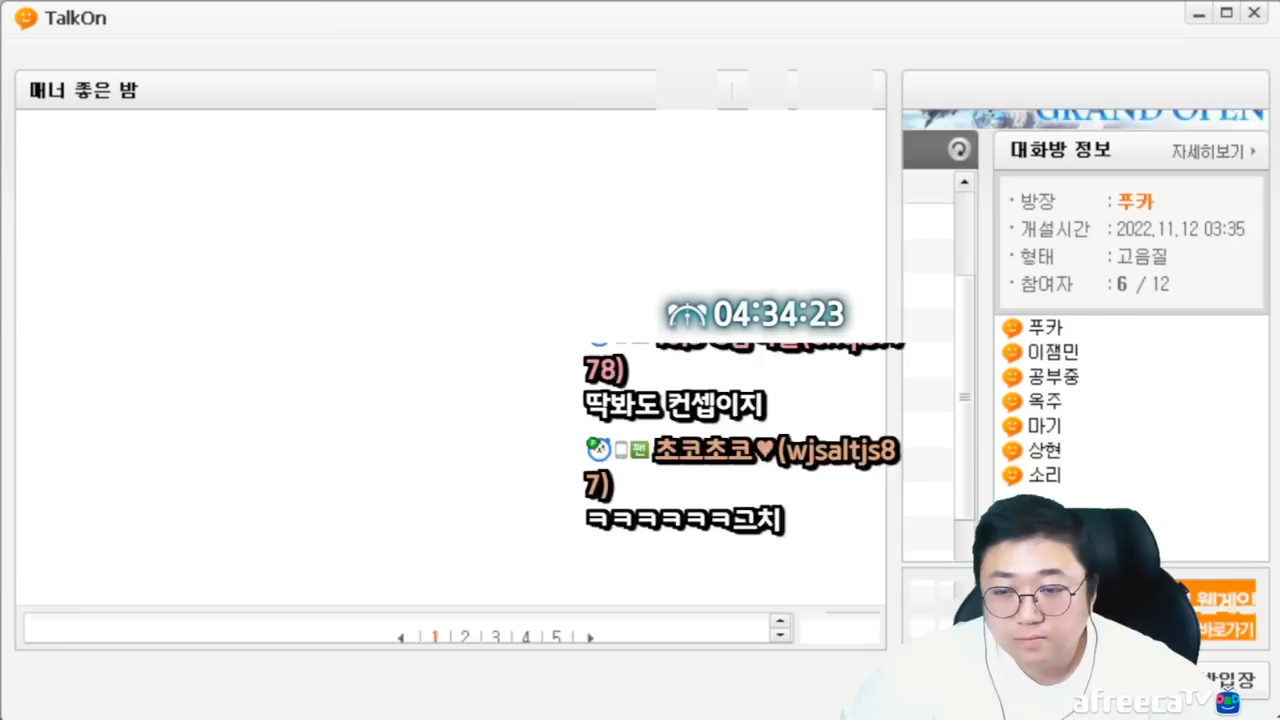 TalkOn
매너 좋은 밤
GRAND OPEN
대화방 정보
자세히보기
· 방장 : 푸카
· 개설시간 : 2022.11.12 03:35
· 형태 : 고음질
· 참여자 : 6 / 12
푸카
이잼민
공부중
옥주
마기
상현
소리
04:34:23
78)
딱봐도 컨셉이지
초코초코♥(wjsaltjs8
7)
ㅋㅋㅋㅋㅋㅋ그치
1 2 3 4 5
웹게임
바로가기
방입장
afreecaTV